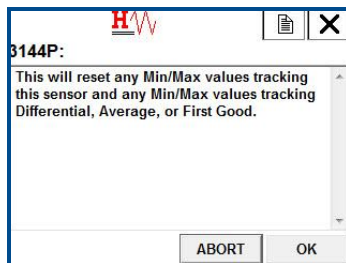 H
3144P:
This will reset any Min/Max values tracking
this sensor and any Min/Max values tracking
Differential, Average, or First Good.
ABORT OK